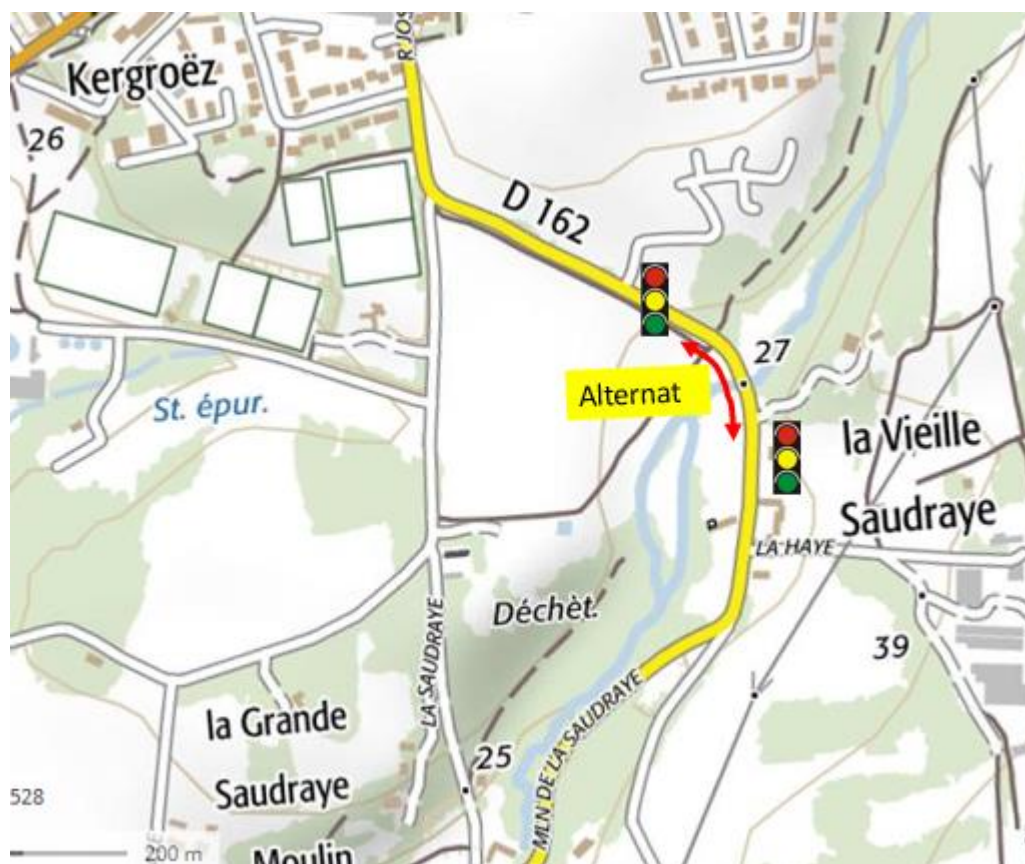 R JOS
Kergroëz
26
D 162
27
Alternat
St. épur.
la Vieille
Saudraye
LA HAYE
Déchèt.
LA SAUDRAYE
39
MLN DE LA SAUDRAYE
la Grande
Saudraye
25
528
200 m
Moulin